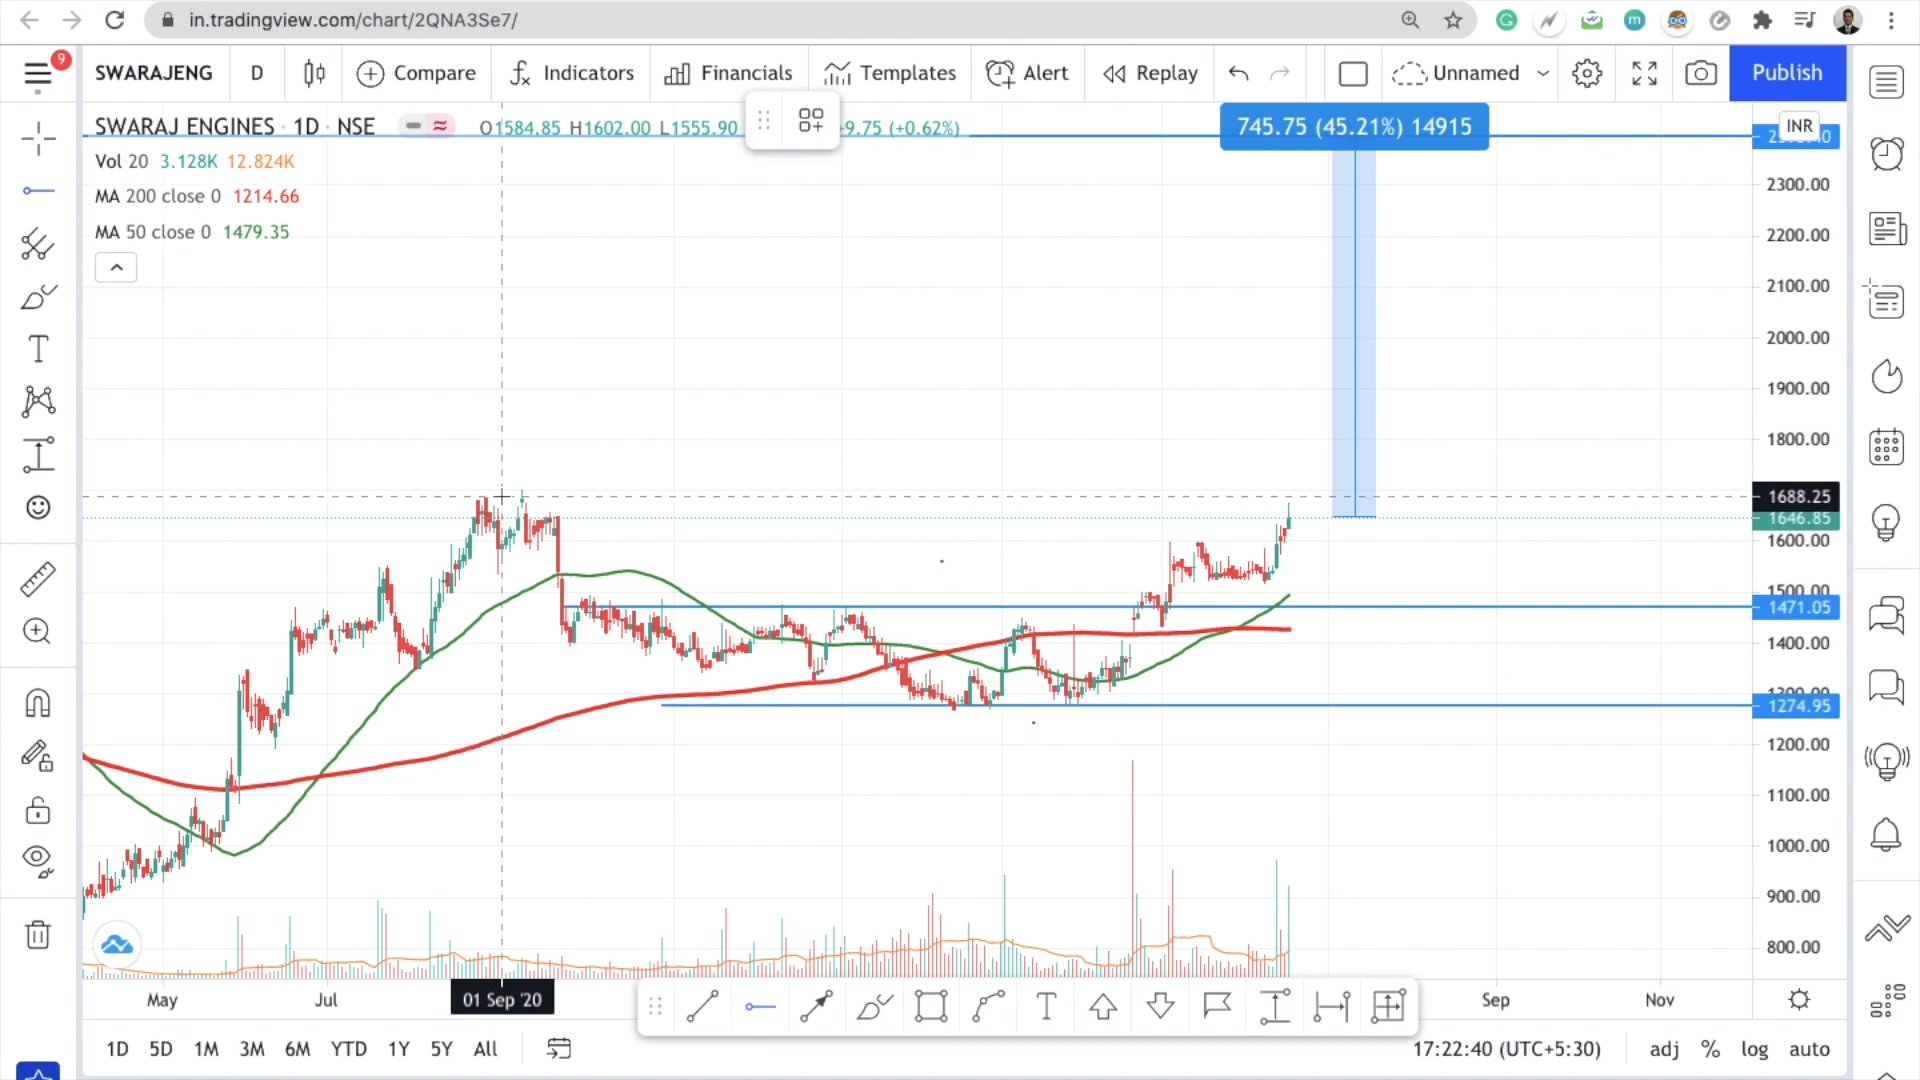 in.tradingview.com/chart/2QNA3Se7/
9
SWARAJENG D Compare Indicators Financials Templates Alert Replay Unnamed Publish
SWARAJ ENGINES · 1D · NSE O1584.85 H1602.00 L1555.90 +9.75 (+0.62%)
745.75 (45.21%) 14915
INR
Vol 20 3.128K 12.824K
MA 200 close 0 1214.66
MA 50 close 0 1479.35
2300.00
2200.00
2100.00
2000.00
1900.00
1800.00
1688.25
1646.85
1600.00
1500.00
1471.05
1400.00
1300.00
1274.95
1200.00
1100.00
1000.00
900.00
800.00
May Jul 01 Sep '20 Sep Nov
1D 5D 1M 3M 6M YTD 1Y 5Y All 17:22:40 (UTC+5:30) adj % log auto